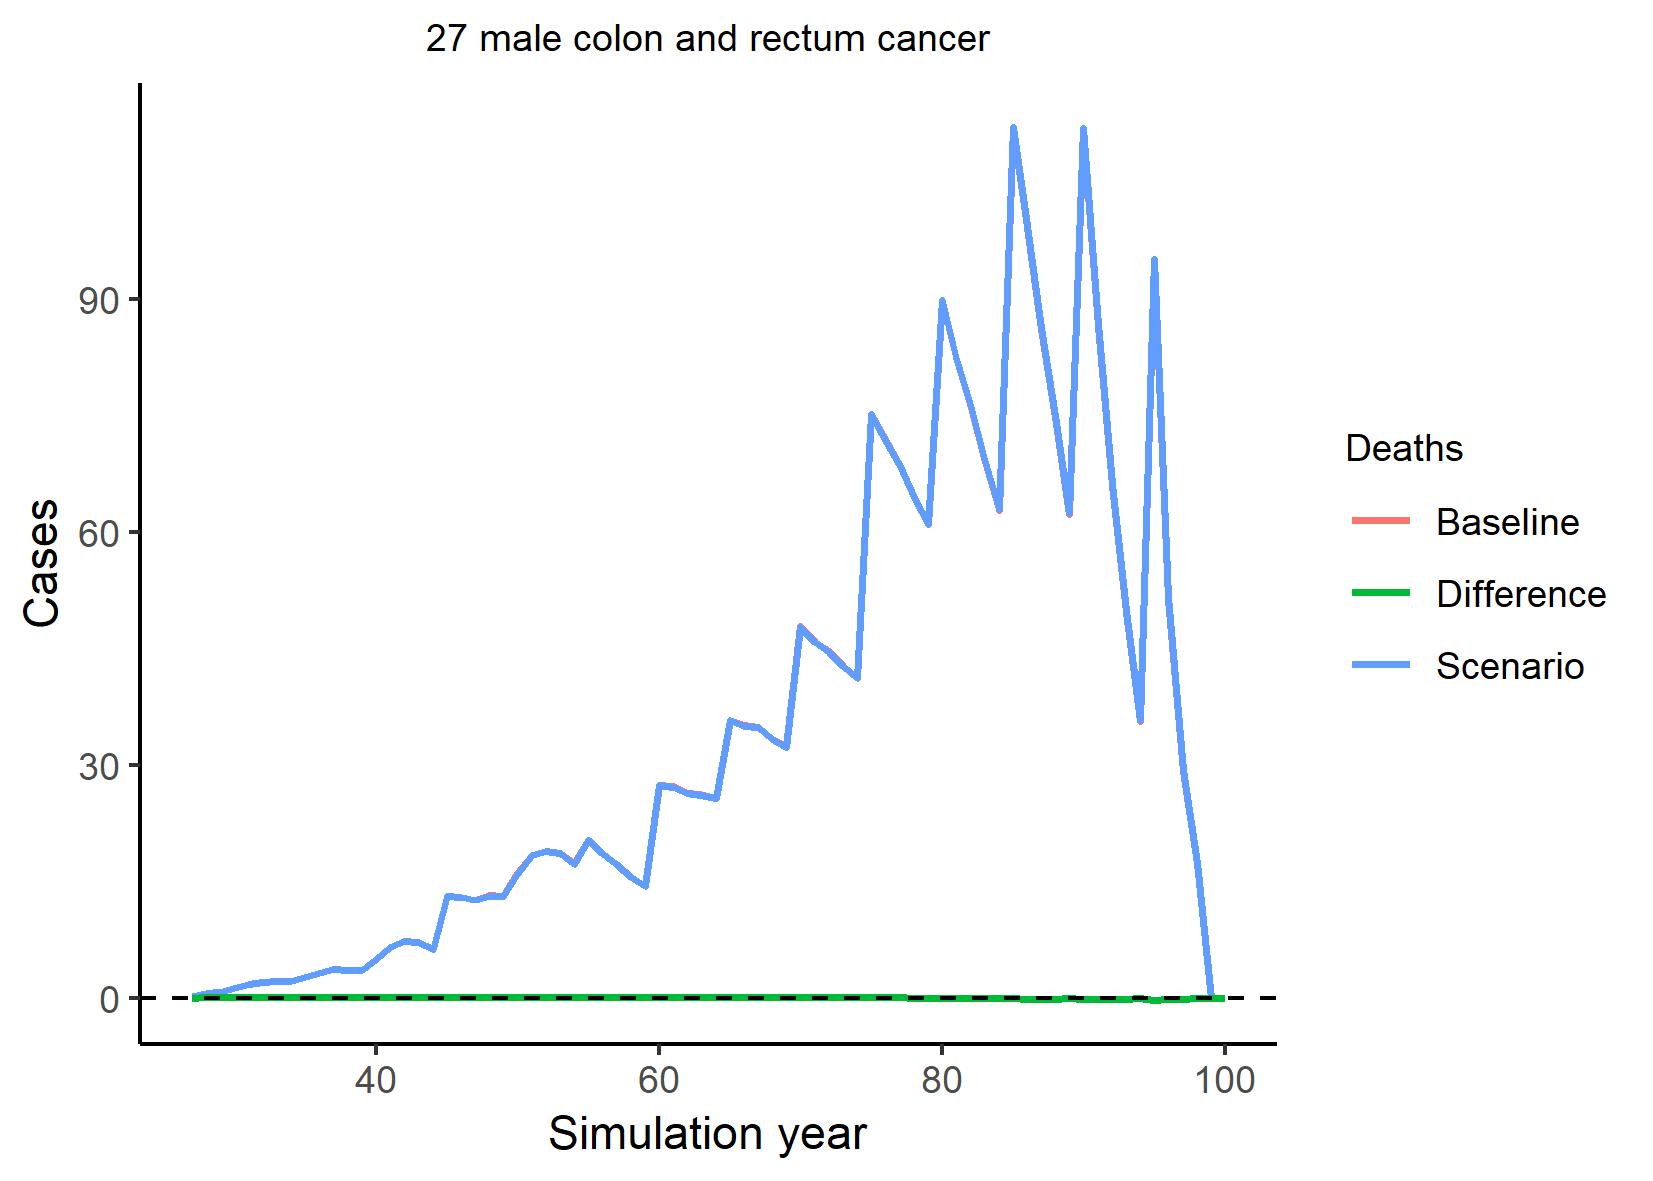 27 male colon and rectum cancer
Cases
90
60
30
0
40 60 80 100
Simulation year
Deaths
Baseline
Difference
Scenario